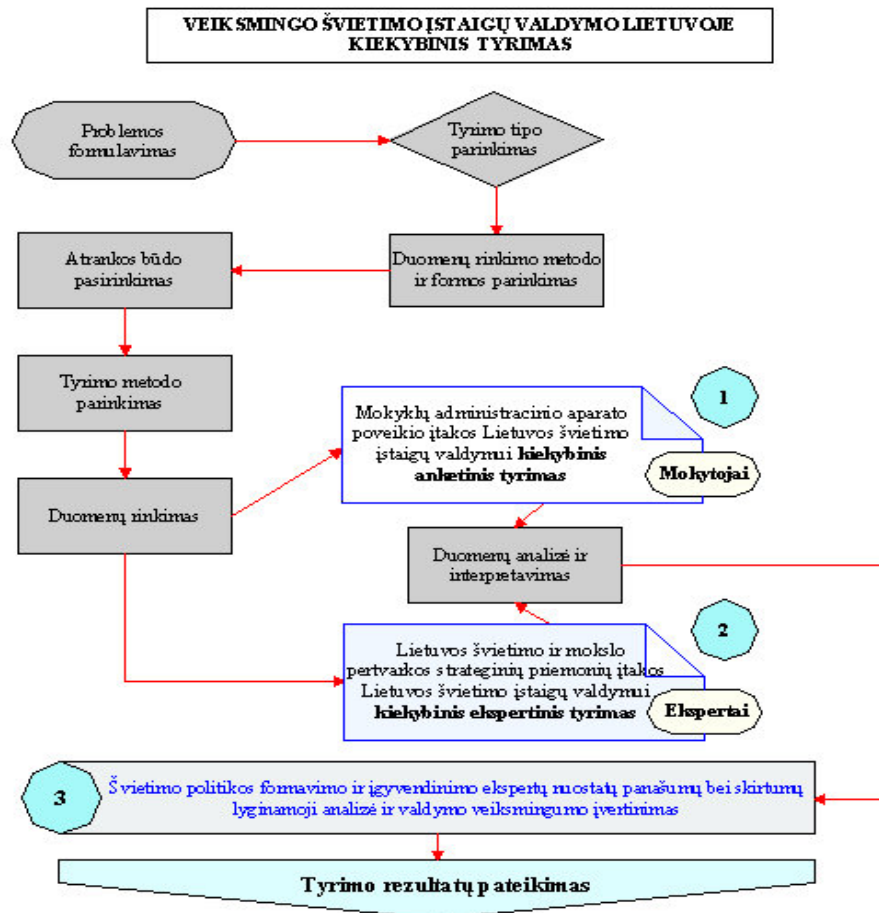 VEIKSMINGO ŠVIETIMO ĮSTAIGŲ VALDYMO LIETUVOJE
KIEKYBINIS TYRIMAS
Problemos
formulavimas
Tyrimo tipo
parinkimas
Atrankos būdo
pasirinkimas
Duomenų rinkimo metodo
ir formos parinkimas
Tyrimo metodo
parinkimas
1
Mokyklų administracinio aparato
poveikio įtakos Lietuvos švietimo
įstaigų valdymui kiekybinis
anketinis tyrimas
Mokytojai
Duomenų rinkimas
Duomenų analizė ir
interpretavimas
2
Lietuvos švietimo ir mokslo
pertvarkos strateginių priemonių įtakos
Lietuvos švietimo įstaigų valdymui
kiekybinis ekspertinis tyrimas
Ekspertai
3
Švietimo politikos formavimo ir įgyvendinimo ekspertų nuostatų panašumų bei skirtumų
lyginamoji analizė ir valdymo veiksmingumo įvertinimas
Tyrimo rezultatų pateikimas